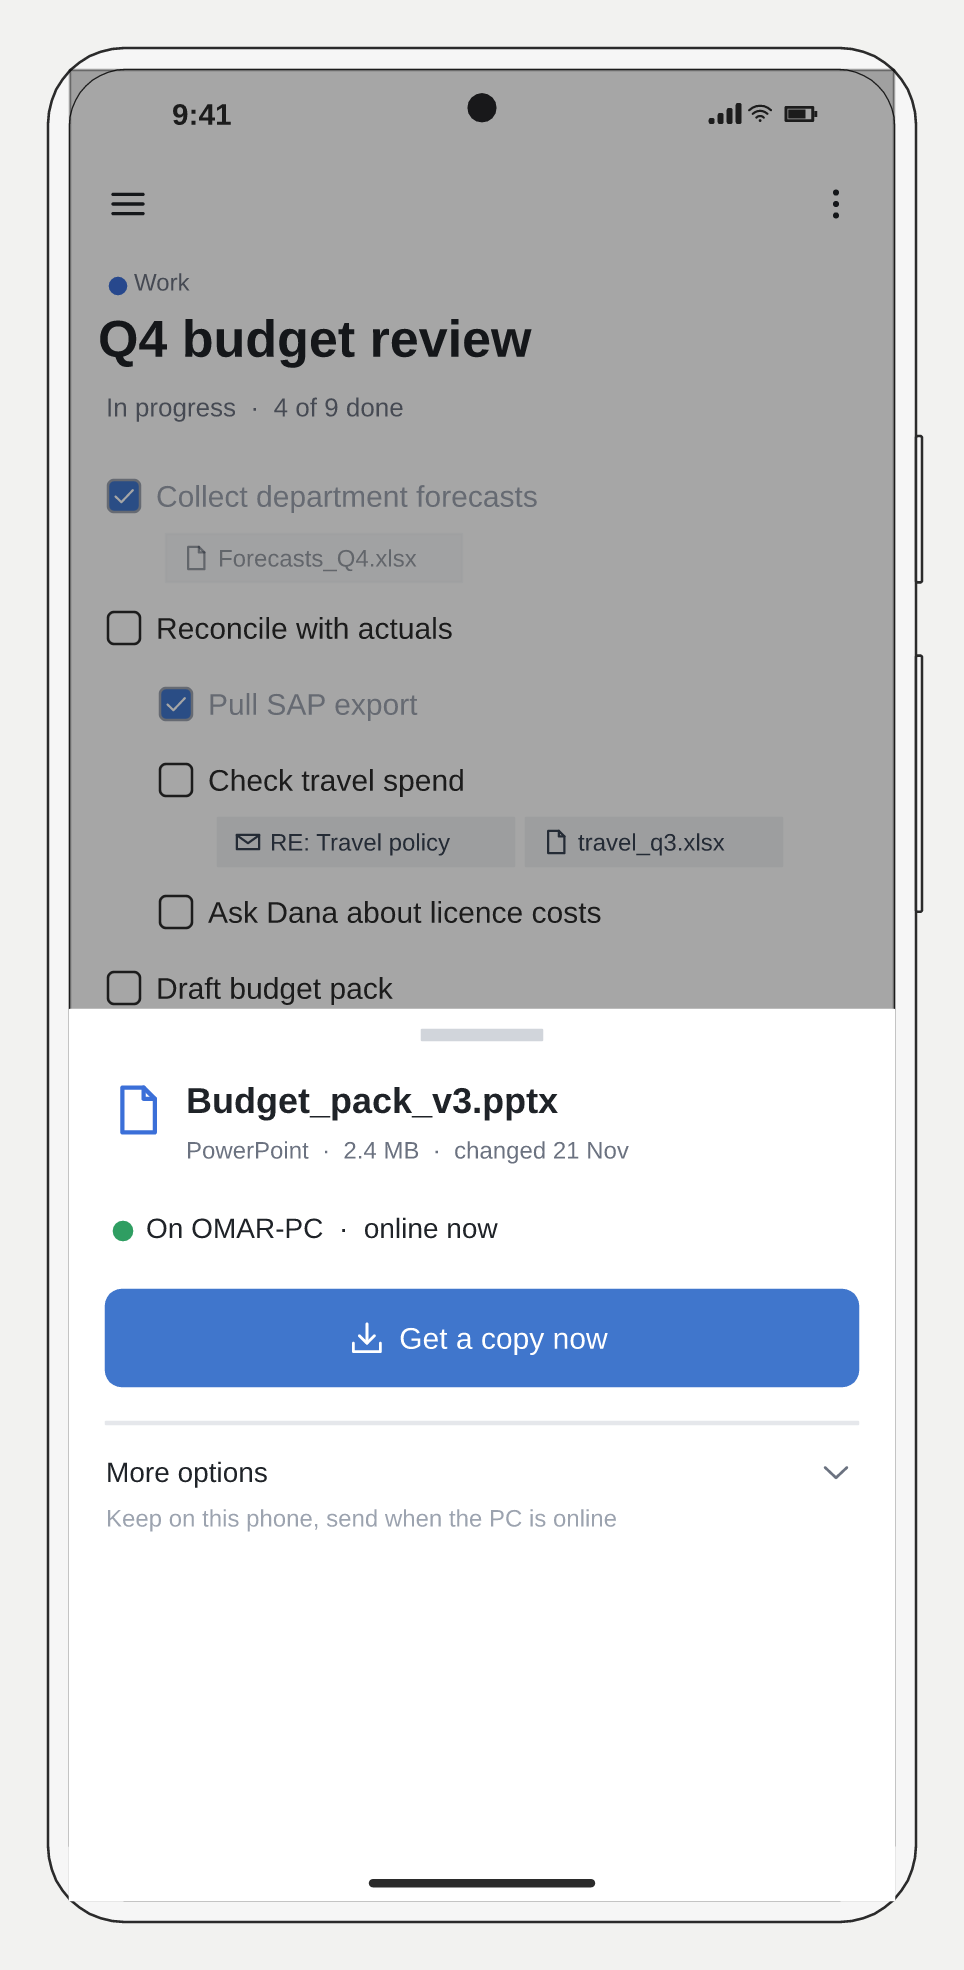 9:41
Work
Q4 budget review
In progress · 4 of 9 done
Collect department forecasts
Forecasts_Q4.xlsx
Reconcile with actuals
Pull SAP export
Check travel spend
RE: Travel policy travel_q3.xlsx
Ask Dana about licence costs
Draft budget pack
Budget_pack_v3.pptx
PowerPoint · 2.4 MB · changed 21 Nov
On OMAR-PC · online now
Get a copy now
More options
Keep on this phone, send when the PC is online